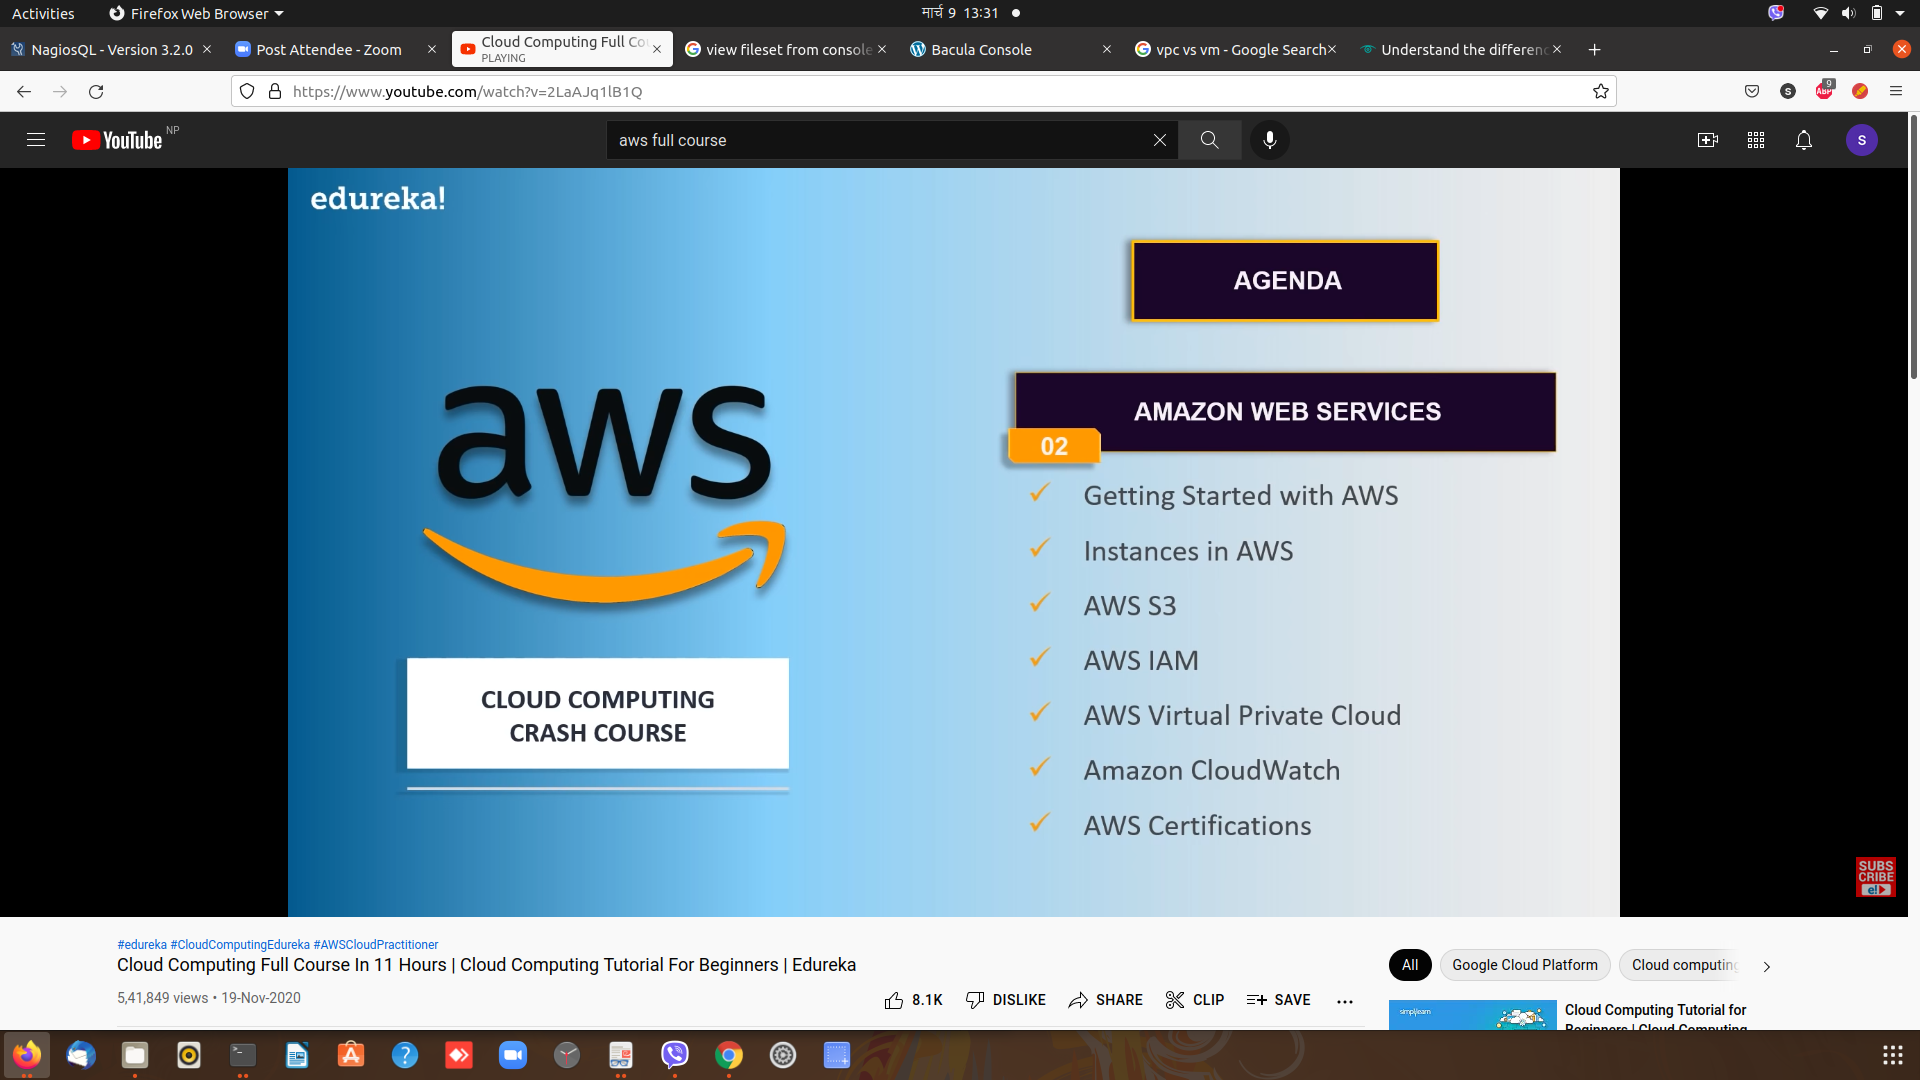 Activities
Firefox Web Browser
मार्च 9 13:31
NagiosQL - Version 3.2.0
Post Attendee - Zoom
Cloud Computing Full Co
PLAYING
view fileset from console
Bacula Console
vpc vs vm - Google Search
Understand the differenc
https://www.youtube.com/watch?v=2LaAJq1lB1Q
S
ABP
9
YouTube NP
aws full course
S
edureka!
AGENDA
aws
AMAZON WEB SERVICES
02
Getting Started with AWS
Instances in AWS
AWS S3
AWS IAM
AWS Virtual Private Cloud
Amazon CloudWatch
AWS Certifications
CLOUD COMPUTING
CRASH COURSE
SUBS
CRIBE
e!
#edureka #CloudComputingEdureka #AWSCloudPractitioner
Cloud Computing Full Course In 11 Hours | Cloud Computing Tutorial For Beginners | Edureka
5,41,849 views • 19-Nov-2020
8.1K
DISLIKE
SHARE
CLIP
SAVE
All
Google Cloud Platform
Cloud computing
simplilearn
Cloud Computing Tutorial for
Beginners | Cloud Computing